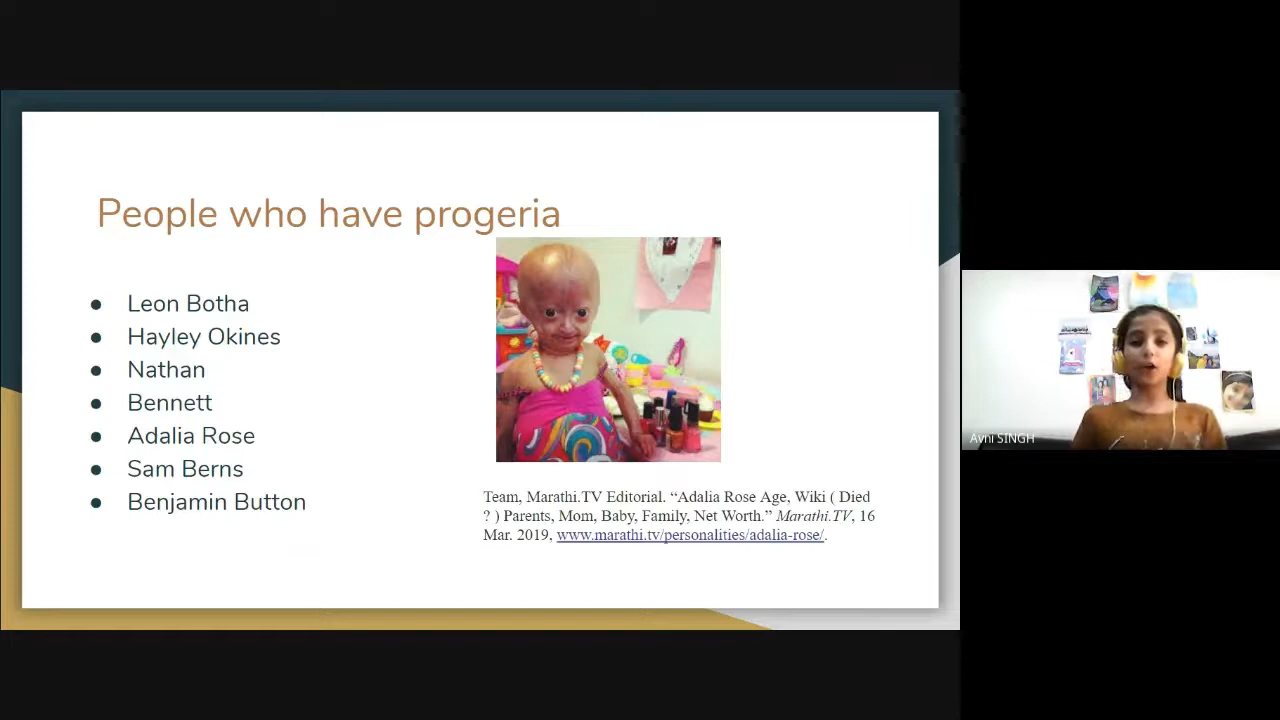 People who have progeria
● Leon Botha
● Hayley Okines
● Nathan
● Bennett
● Adalia Rose
● Sam Berns
● Benjamin Button
Team, Marathi.TV Editorial. “Adalia Rose Age, Wiki ( Died
? ) Parents, Mom, Baby, Family, Net Worth.” Marathi.TV, 16
Mar. 2019, www.marathi.tv/personalities/adalia-rose/.
Avni SINGH